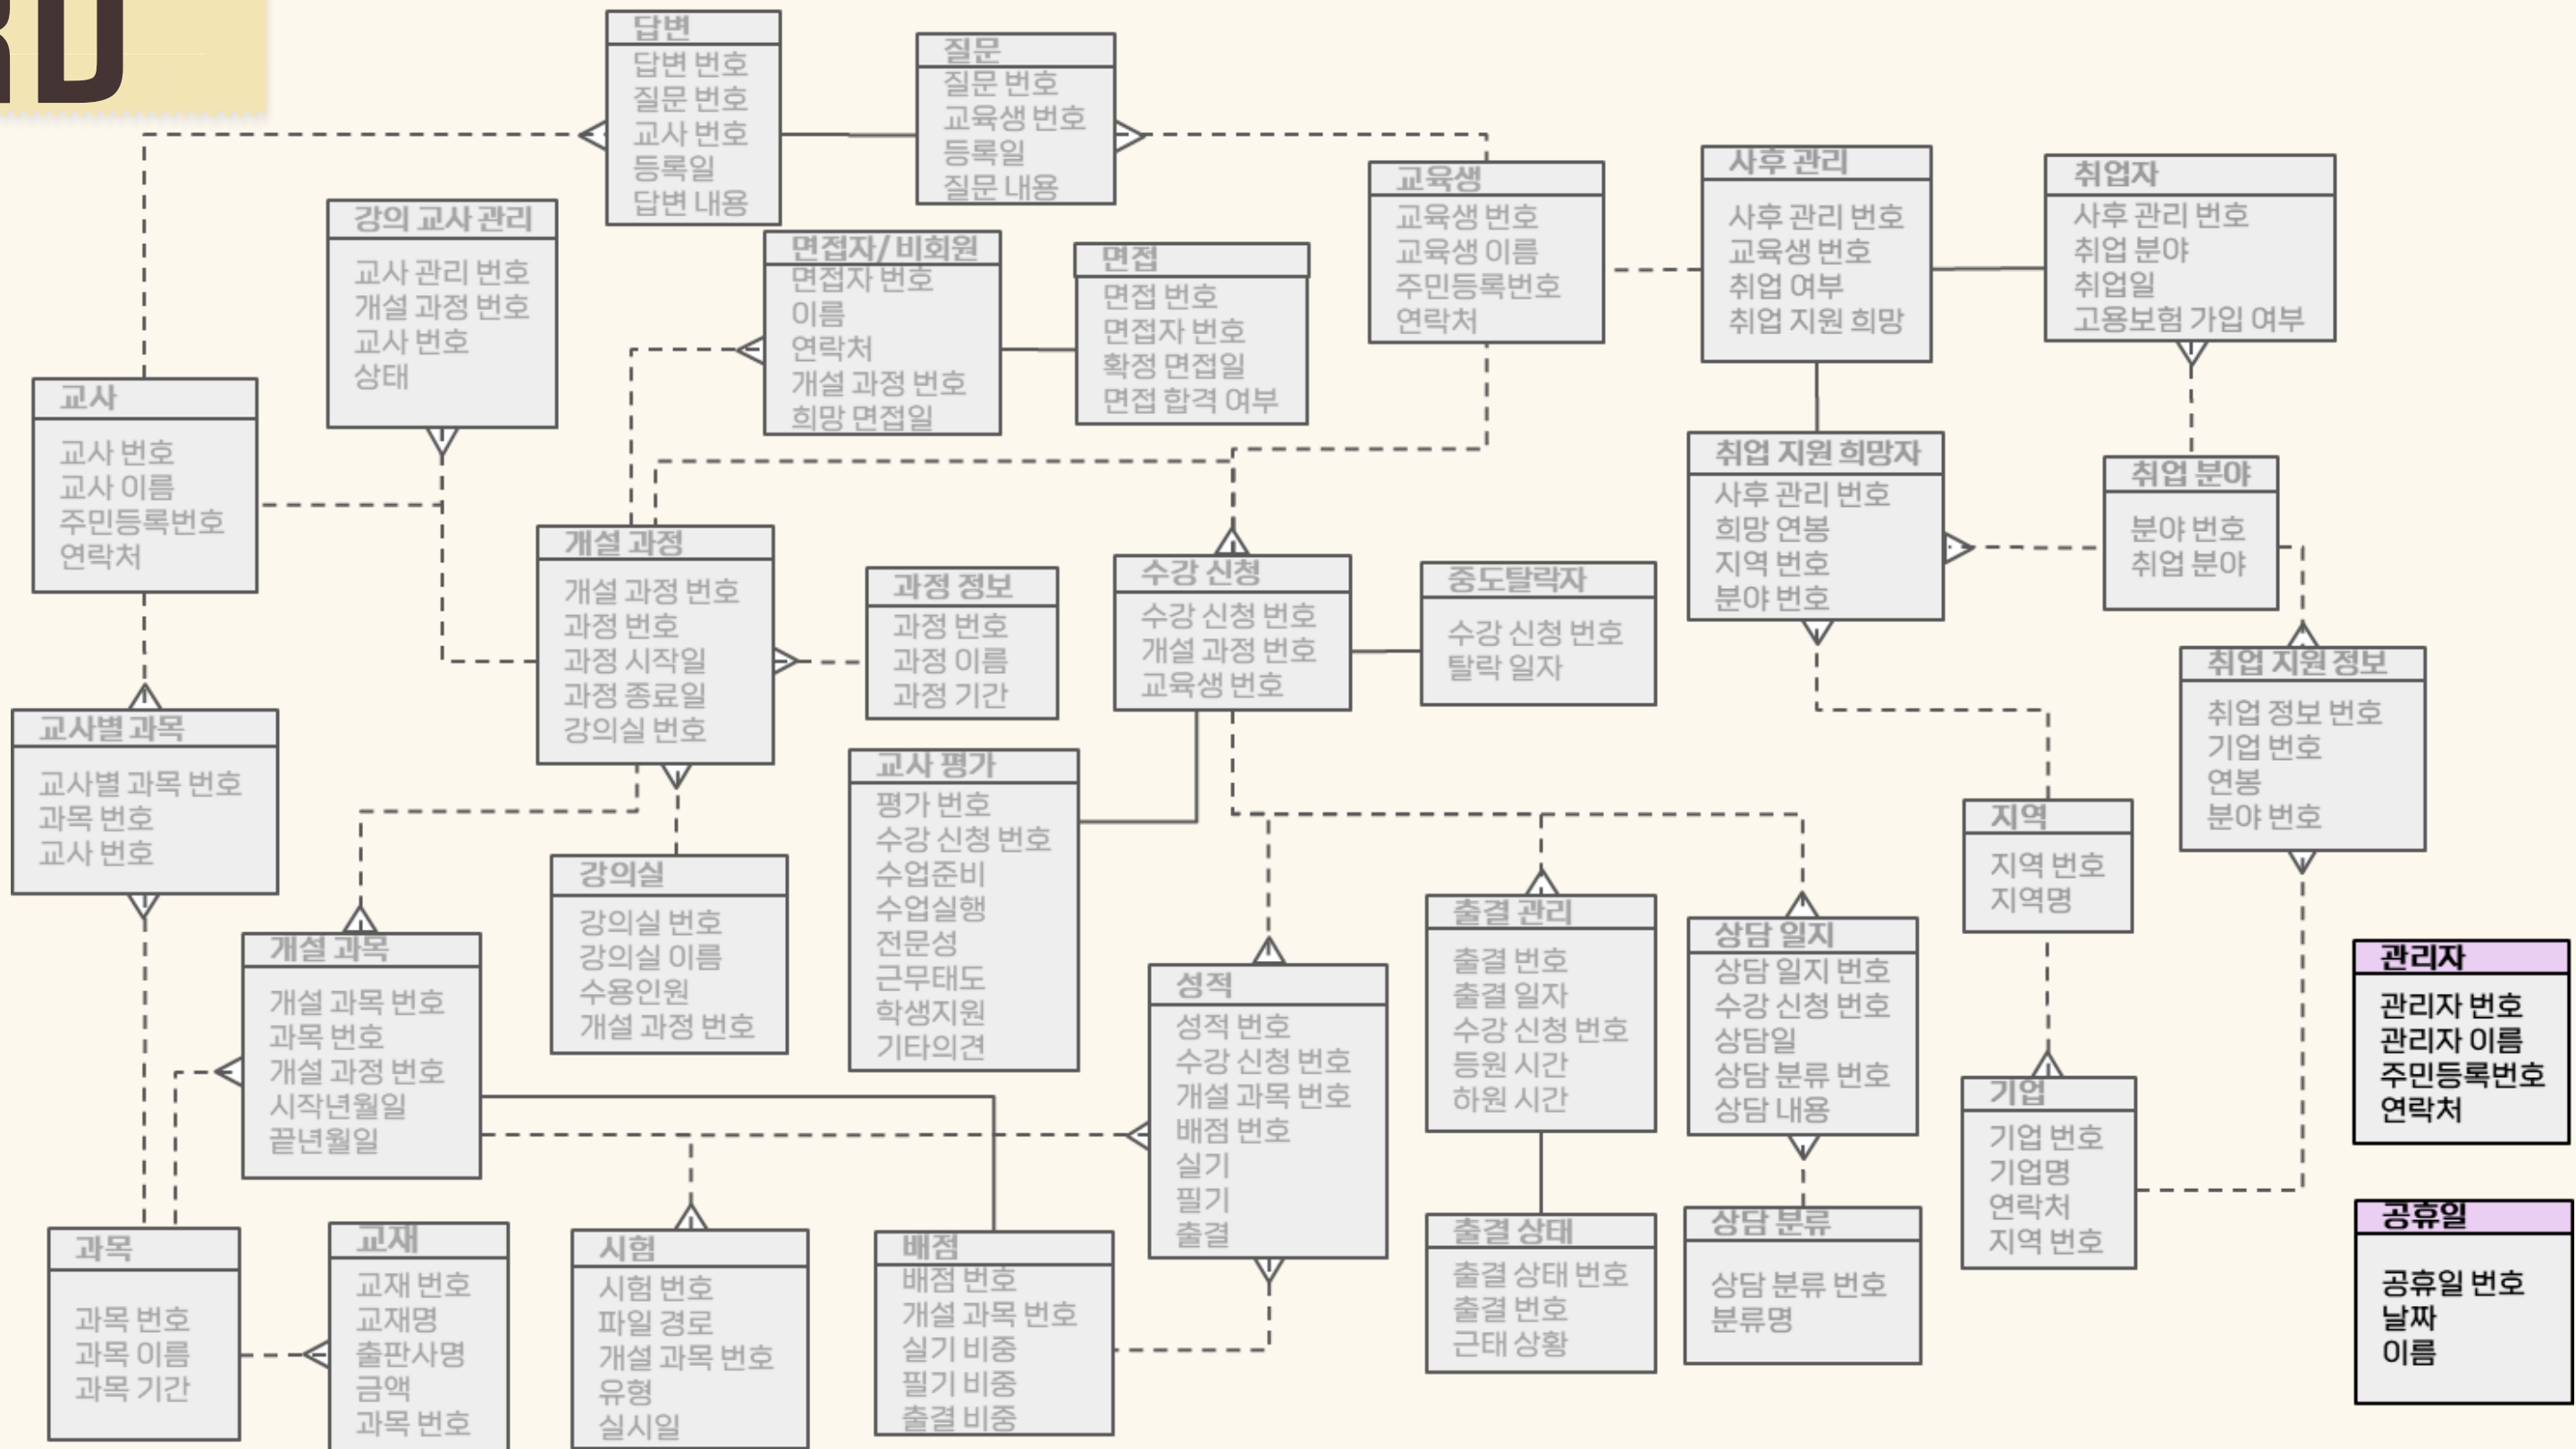 RD
답변
답변 번호
질문 번호
교사 번호
등록일
답변 내용
질문
질문 번호
교육생 번호
등록일
질문 내용
교육생
교육생 번호
교육생 이름
주민등록번호
연락처
사후 관리
사후 관리 번호
교육생 번호
취업 여부
취업 지원 희망
취업자
사후 관리 번호
취업 분야
취업일
고용보험 가입 여부
강의 교사 관리
교사 관리 번호
개설 과정 번호
교사 번호
상태
면접자/ 비회원
면접자 번호
이름
연락처
개설 과정 번호
희망 면접일
면접
면접 번호
면접자 번호
확정 면접일
면접 합격 여부
교사
교사 번호
교사 이름
주민등록번호
연락처
취업 지원 희망자
사후 관리 번호
희망 연봉
지역 번호
분야 번호
취업 분야
분야 번호
취업 분야
개설 과정
개설 과정 번호
과정 번호
과정 시작일
과정 종료일
강의실 번호
과정 정보
과정 번호
과정 이름
과정 기간
수강 신청
수강 신청 번호
개설 과정 번호
교육생 번호
중도탈락자
수강 신청 번호
탈락 일자
취업 지원 정보
취업 정보 번호
기업 번호
연봉
분야 번호
교사별 과목
교사별 과목 번호
과목 번호
교사 번호
교사 평가
평가 번호
수강 신청 번호
수업준비
수업실행
전문성
근무태도
학생지원
기타의견
지역
지역 번호
지역명
강의실
강의실 번호
강의실 이름
수용인원
개설 과정 번호
출결 관리
출결 번호
출결 일자
수강 신청 번호
등원 시간
하원 시간
상담 일지
상담 일지 번호
수강 신청 번호
상담일
상담 분류 번호
상담 내용
개설 과목
개설 과목 번호
과목 번호
개설 과정 번호
시작년월일
끝년월일
성적
성적 번호
수강 신청 번호
개설 과목 번호
배점 번호
실기
필기
출결
관리자
관리자 번호
관리자 이름
주민등록번호
연락처
기업
기업 번호
기업명
연락처
지역 번호
과목
과목 번호
과목 이름
과목 기간
교재
교재 번호
교재명
출판사명
금액
과목 번호
시험
시험 번호
파일 경로
개설 과목 번호
유형
실시일
배점
배점 번호
개설 과목 번호
실기 비중
필기 비중
출결 비중
출결 상태
출결 상태 번호
출결 번호
근태 상황
상담 분류
상담 분류 번호
분류명
공휴일
공휴일 번호
날짜
이름